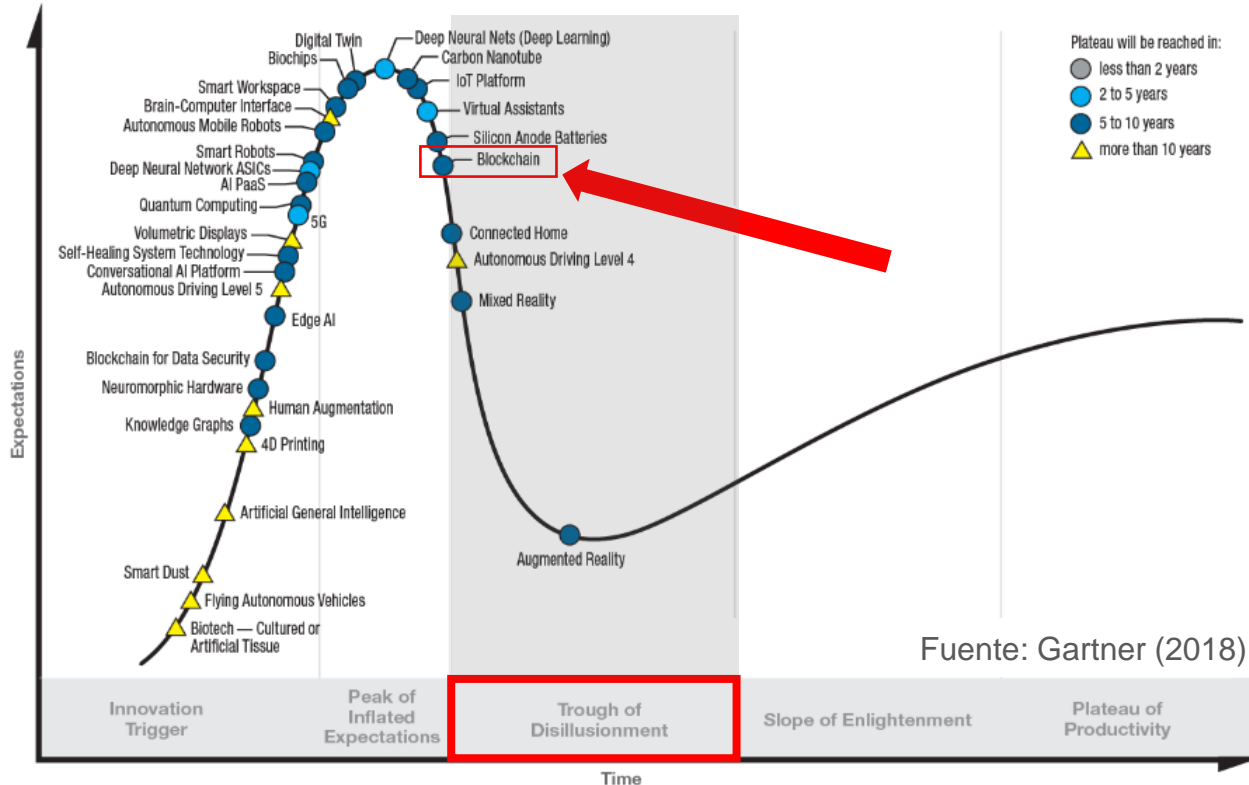 Digital Twin
Biochips
Smart Workspace
Brain-Computer Interface
Autonomous Mobile Robots
Smart Robots
Deep Neural Network ASICs
AI PaaS
Quantum Computing
5G
Volumetric Displays
Self-Healing System Technology
Conversational AI Platform
Autonomous Driving Level 5
Edge AI
Blockchain for Data Security
Neuromorphic Hardware
Human Augmentation
Knowledge Graphs
4D Printing
Artificial General Intelligence
Smart Dust
Flying Autonomous Vehicles
Biotech — Cultured or
Artificial Tissue
Deep Neural Nets (Deep Learning)
Carbon Nanotube
IoT Platform
Virtual Assistants
Silicon Anode Batteries
Blockchain
Connected Home
Autonomous Driving Level 4
Mixed Reality
Augmented Reality
Plateau will be reached in:
less than 2 years
2 to 5 years
5 to 10 years
more than 10 years
Expectations
Fuente: Gartner (2018)
Innovation
Trigger
Peak of
Inflated
Expectations
Trough of
Disillusionment
Slope of Enlightenment
Plateau of
Productivity
Time